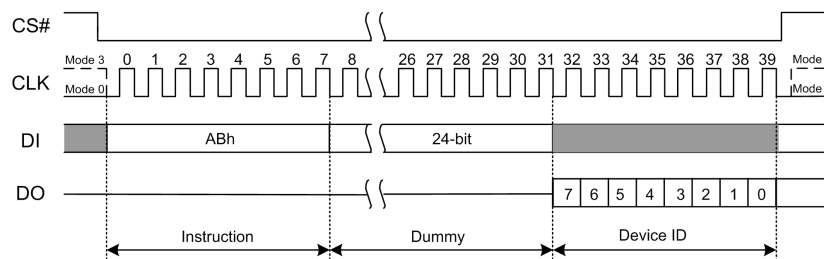 CS#
Mode 3 0 1 2 3 4 5 6 7 8 26 27 28 29 30 31 32 33 34 35 36 37 38 39 Mode
CLK
Mode 0 Mode
DI ABh 24-bit
DO 7 6 5 4 3 2 1 0
Instruction Dummy Device ID